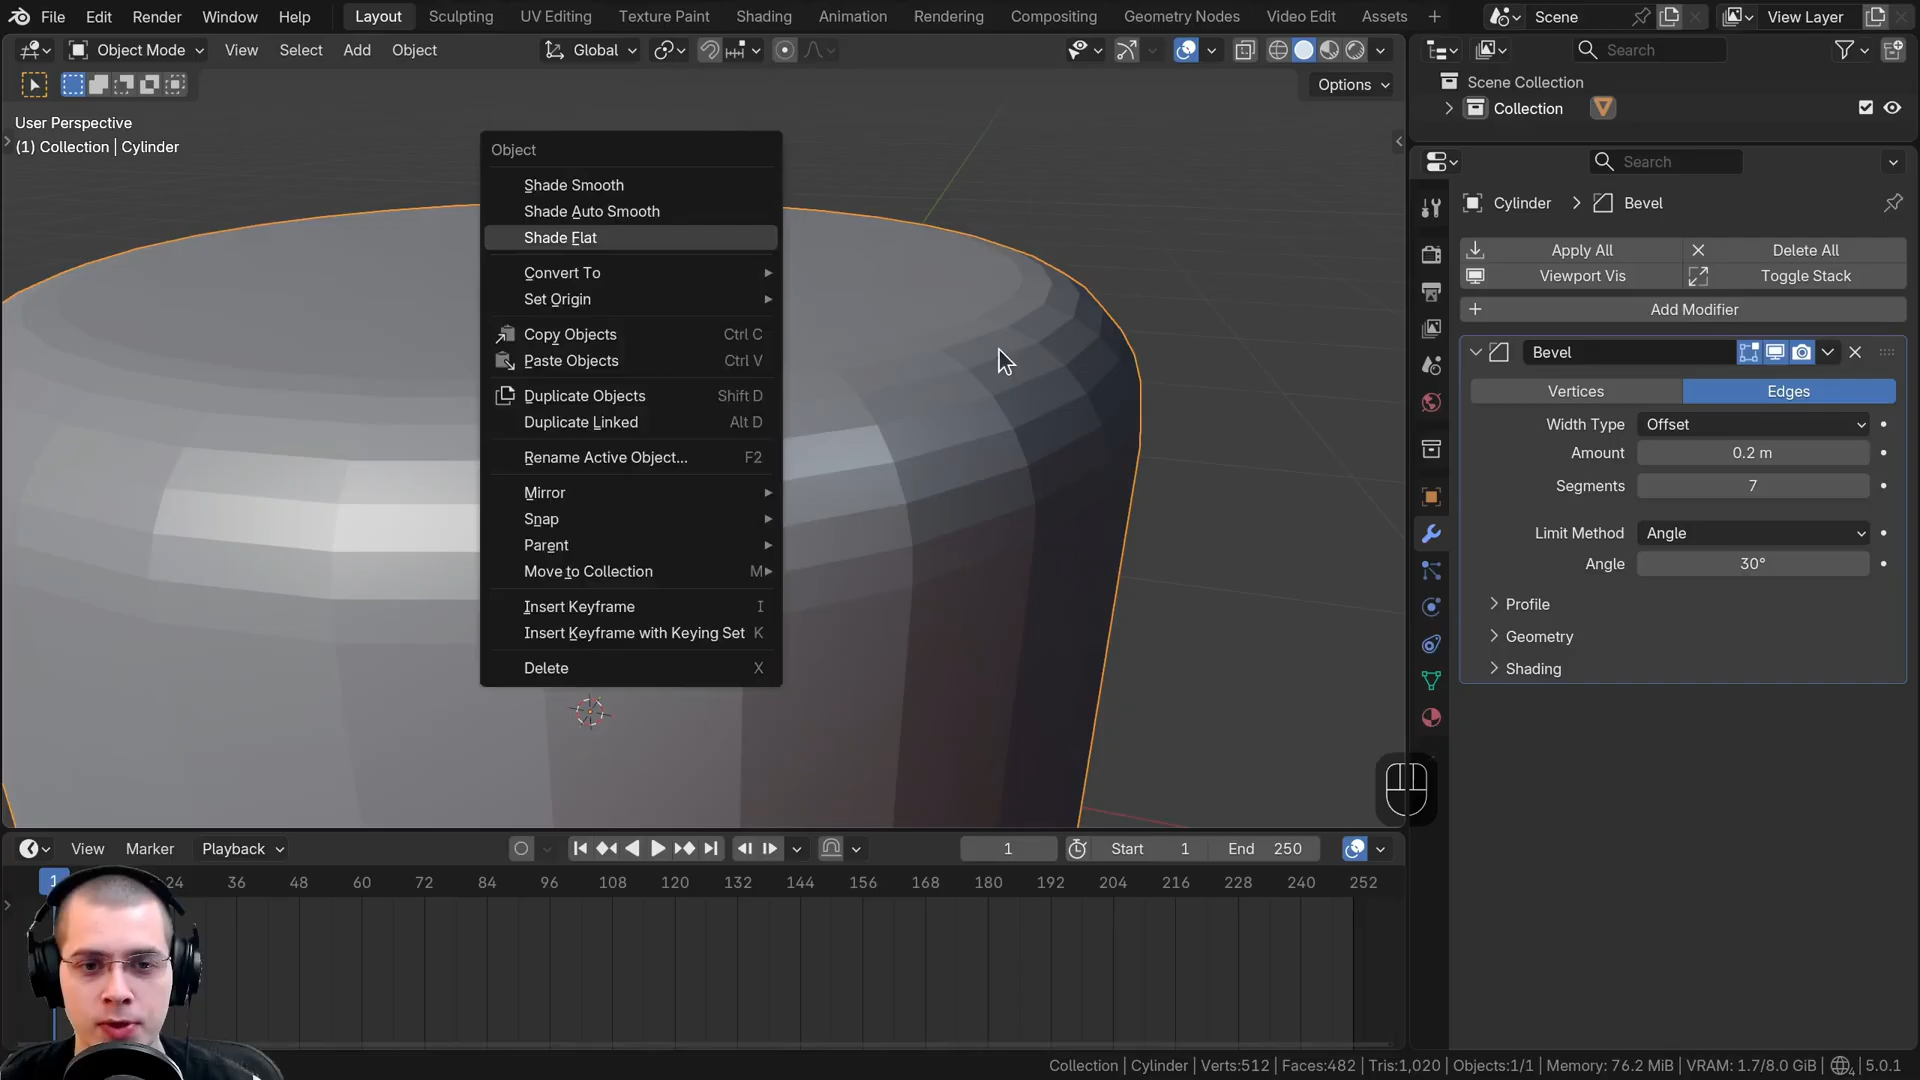 File Edit Render Window Help Layout Sculpting UV Editing Texture Paint Shading Animation Rendering Compositing Geometry Nodes Video Edit Assets + Scene View Layer
Object Mode View Select Add Object Global Search
Options
Scene Collection
Collection
User Perspective
(1) Collection | Cylinder
Object
Shade Smooth
Shade Auto Smooth
Shade Flat
Convert To
Set Origin
Copy Objects Ctrl C
Paste Objects Ctrl V
Duplicate Objects Shift D
Duplicate Linked Alt D
Rename Active Object... F2
Mirror
Snap
Parent
Move to Collection M
Insert Keyframe I
Insert Keyframe with Keying Set K
Delete X
Search
Cylinder > Bevel
Apply All Delete All
Viewport Vis Toggle Stack
Add Modifier
Bevel
Vertices Edges
Width Type Offset
Amount 0.2 m
Segments 7
Limit Method Angle
Angle 30°
Profile
Geometry
Shading
View Marker Playback 1 Start 1 End 250
1 24 36 48 60 72 84 96 108 120 132 144 156 168 180 192 204 216 228 240 252
Collection | Cylinder | Verts:512 | Faces:482 | Tris:1,020 | Objects:1/1 | Memory: 76.2 MiB | VRAM: 1.7/8.0 GiB | 5.0.1